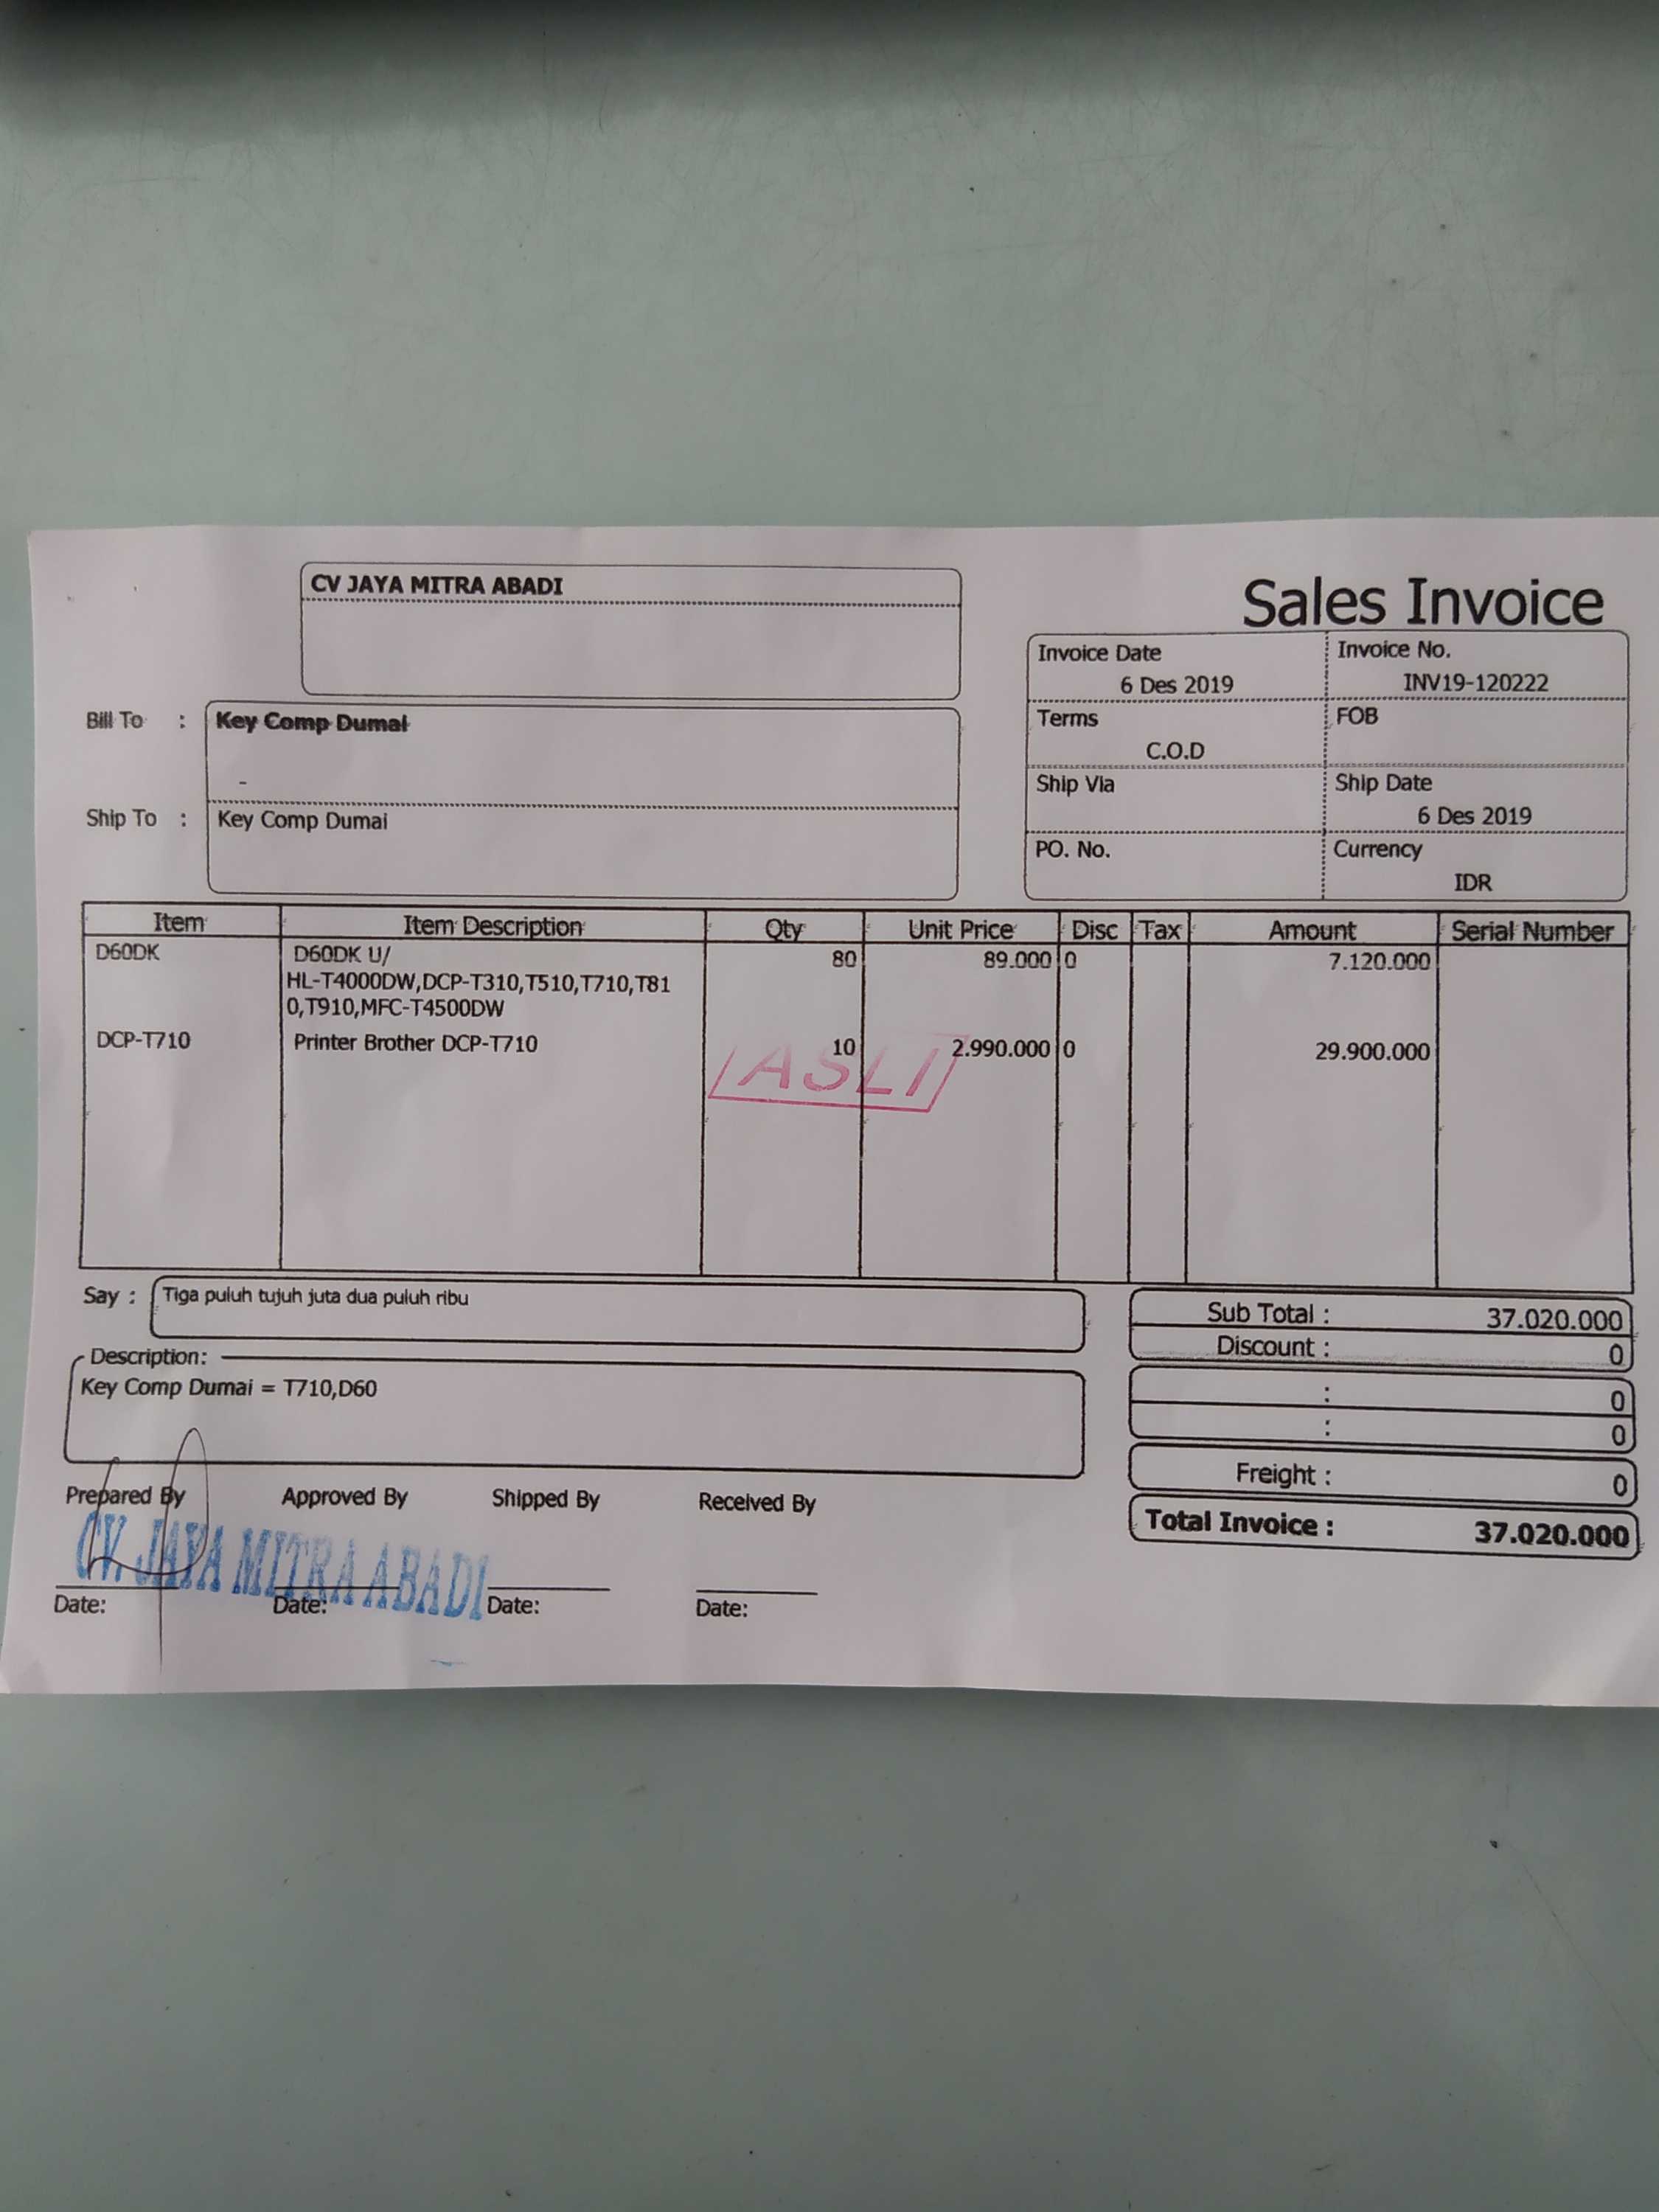 CV JAYA MITRA ABADI
Sales Invoice
Invoice Date
6 Des 2019
Invoice No.
INV19-120222
Bill To : Key Comp Dumai
-
Terms
C.O.D
FOB
Ship Via
Ship Date
6 Des 2019
Ship To : Key Comp Dumai
PO. No.
Currency
IDR
Item Item Description Qty Unit Price Disc Tax Amount Serial Number
D60DK D60DK U/ 80 89.000 0 7.120.000
HL-T4000DW,DCP-T310,T510,T710,T81
0,T910,MFC-T4500DW
DCP-T710 Printer Brother DCP-T710 10 2.990.000 0 29.900.000
ASLI
Say : Tiga puluh tujuh juta dua puluh ribu
Sub Total : 37.020.000
Discount : 0
: 0
: 0
Freight : 0
Total Invoice : 37.020.000
Description:
Key Comp Dumai = T710,D60
Prepared By Approved By Shipped By Received By
CV. JAYA MITRA ABADI
Date: Date: Date: Date: